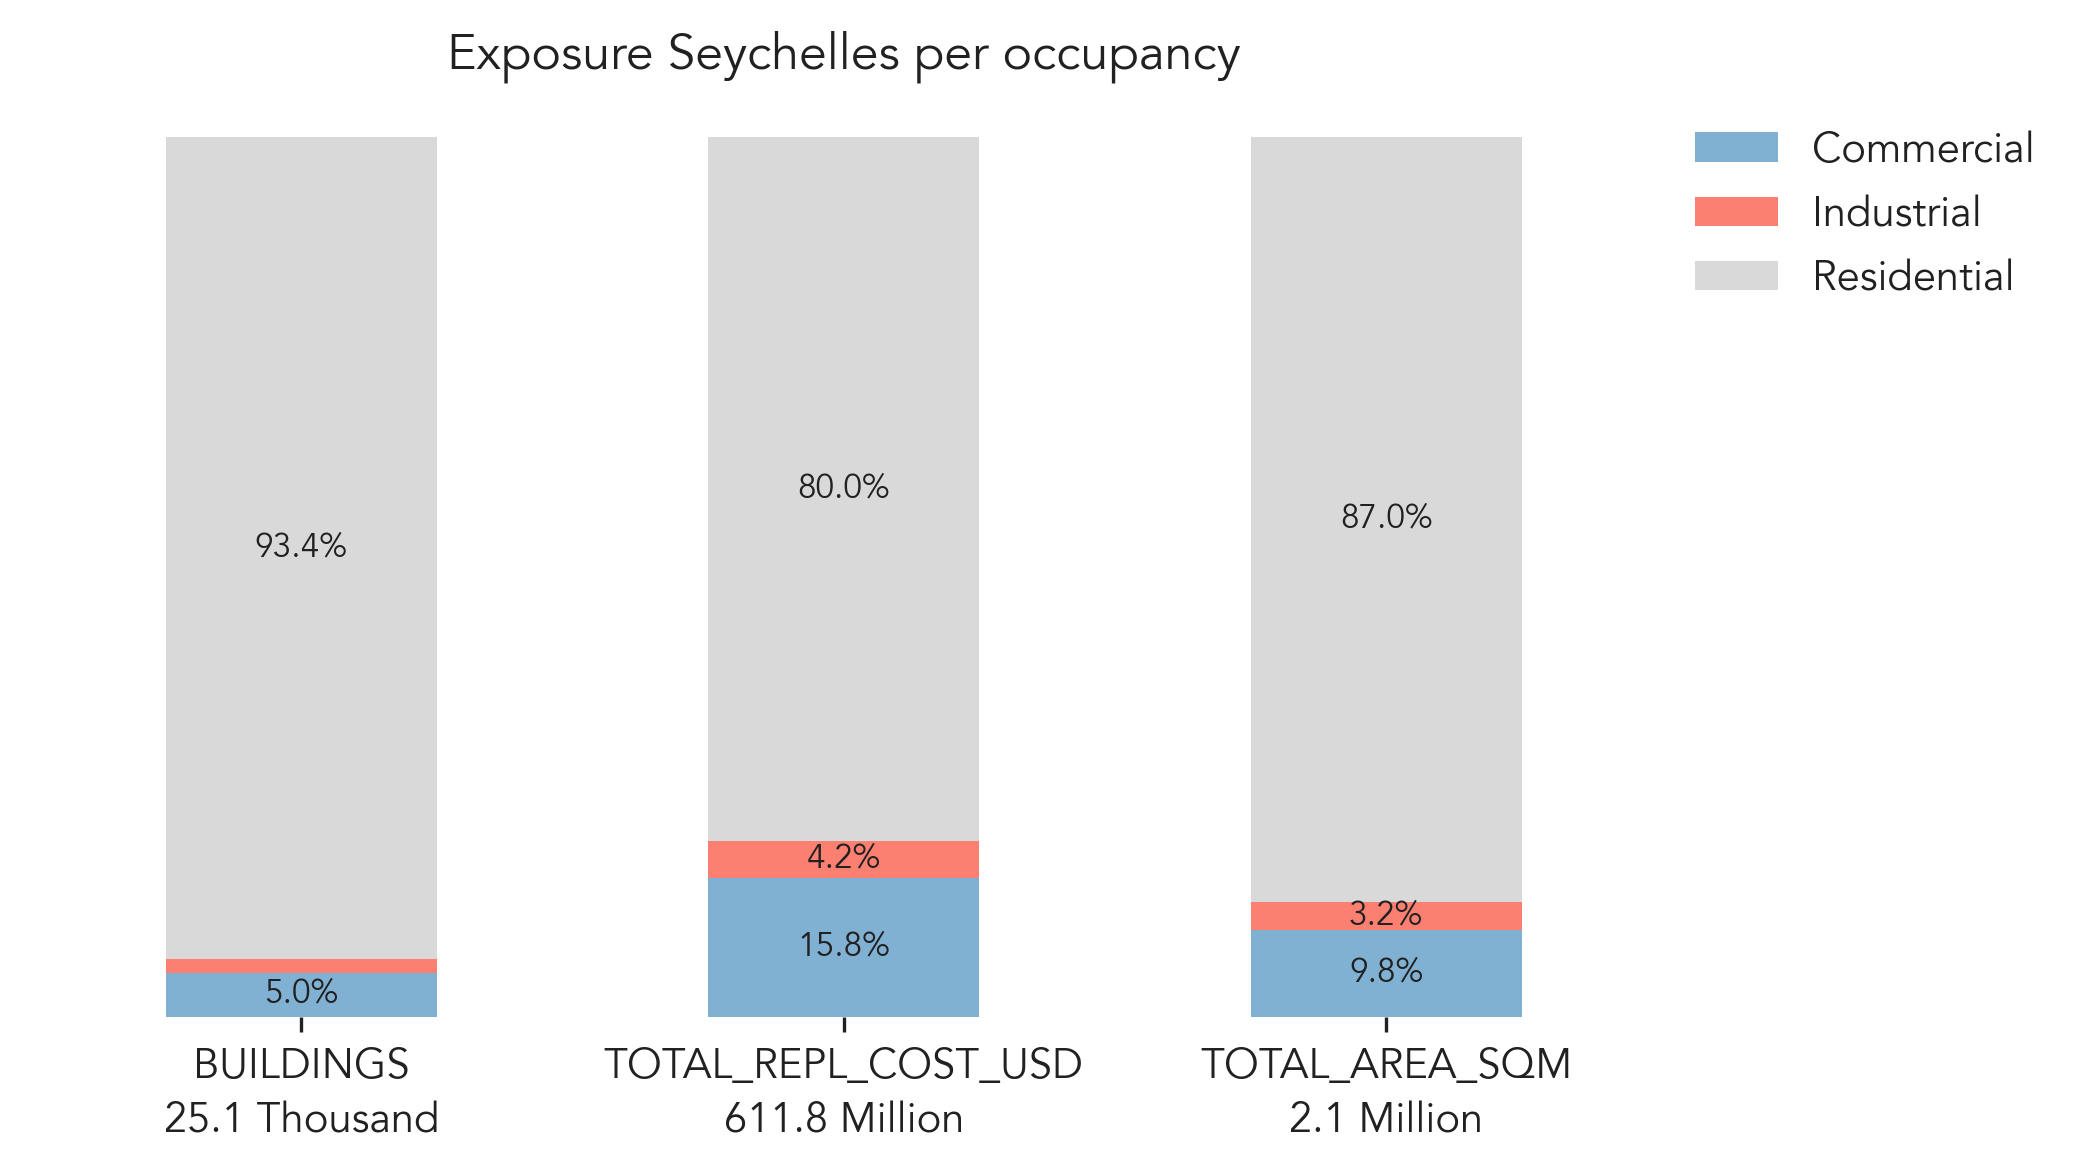 Exposure Seychelles per occupancy
Commercial
Industrial
Residential
93.4%
5.0%
80.0%
4.2%
15.8%
87.0%
3.2%
9.8%
BUILDINGS
25.1 Thousand
TOTAL_REPL_COST_USD
611.8 Million
TOTAL_AREA_SQM
2.1 Million